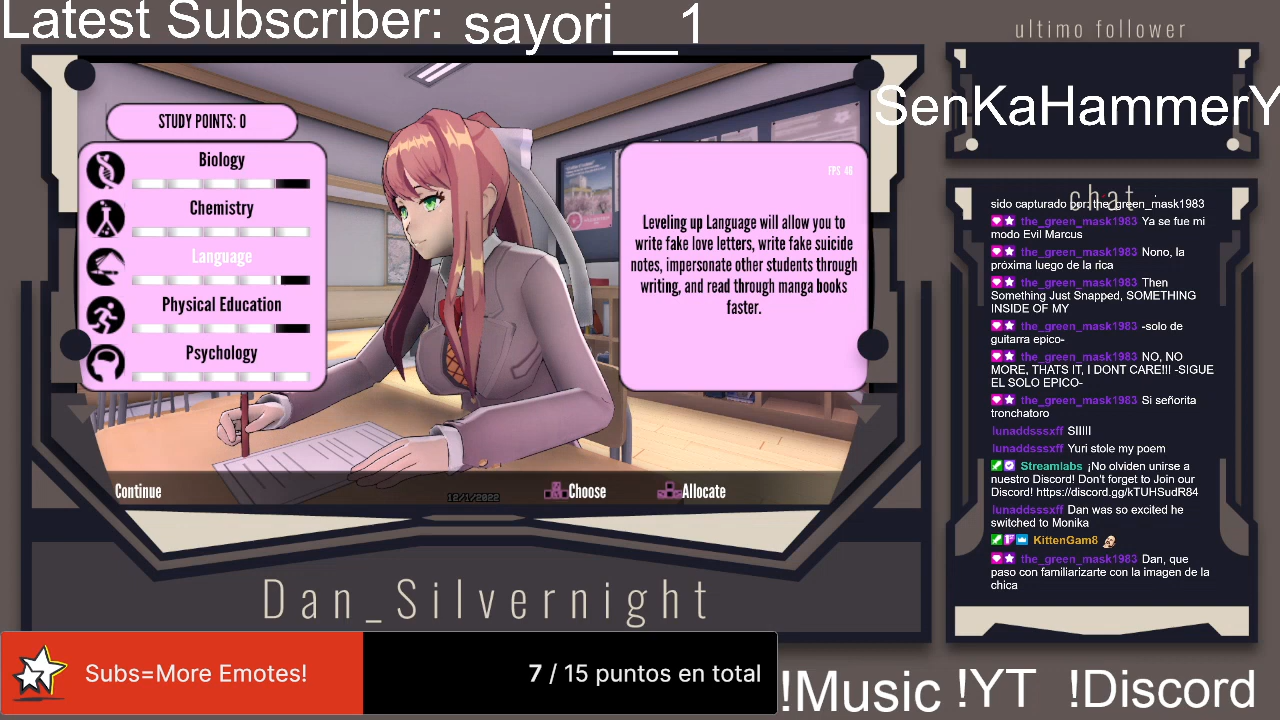 Latest Subscriber: sayori__1
ultimo follower
SenKaHammerY
STUDY POINTS: 0
Biology
Chemistry
Language
Physical Education
Psychology
FPS 48
Leveling up Language will allow you to
write fake love letters, write fake suicide
notes, impersonate other students through
writing, and read through manga books
faster.
Continue
12/1/2022
Choose
Allocate
chat
sido capturado por: the_green_mask1983
the_green_mask1983 Ya se fue mi
modo Evil Marcus
the_green_mask1983 Nono, la
próxima luego de la rica
the_green_mask1983 Then
Something Just Snapped, SOMETHING
INSIDE OF MY
the_green_mask1983 -solo de
guitarra epico-
the_green_mask1983 NO, NO
MORE, THATS IT, I DONT CARE!!! -SIGUE
EL SOLO EPICO-
the_green_mask1983 Si señorita
tronchatoro
lunaddsssxff SIIIII
lunaddsssxff Yuri stole my poem
Streamlabs ¡No olviden unirse a
nuestro Discord! Don't forget to Join our
Discord! https://discord.gg/kTUHSudR84
lunaddsssxff Dan was so excited he
switched to Monika
KittenGam8
the_green_mask1983 Dan, que
paso con familiarizarte con la imagen de la
chica
Dan_Silvernight
7
Subs=More Emotes!
7 / 15 puntos en total
!Music !YT !Discord